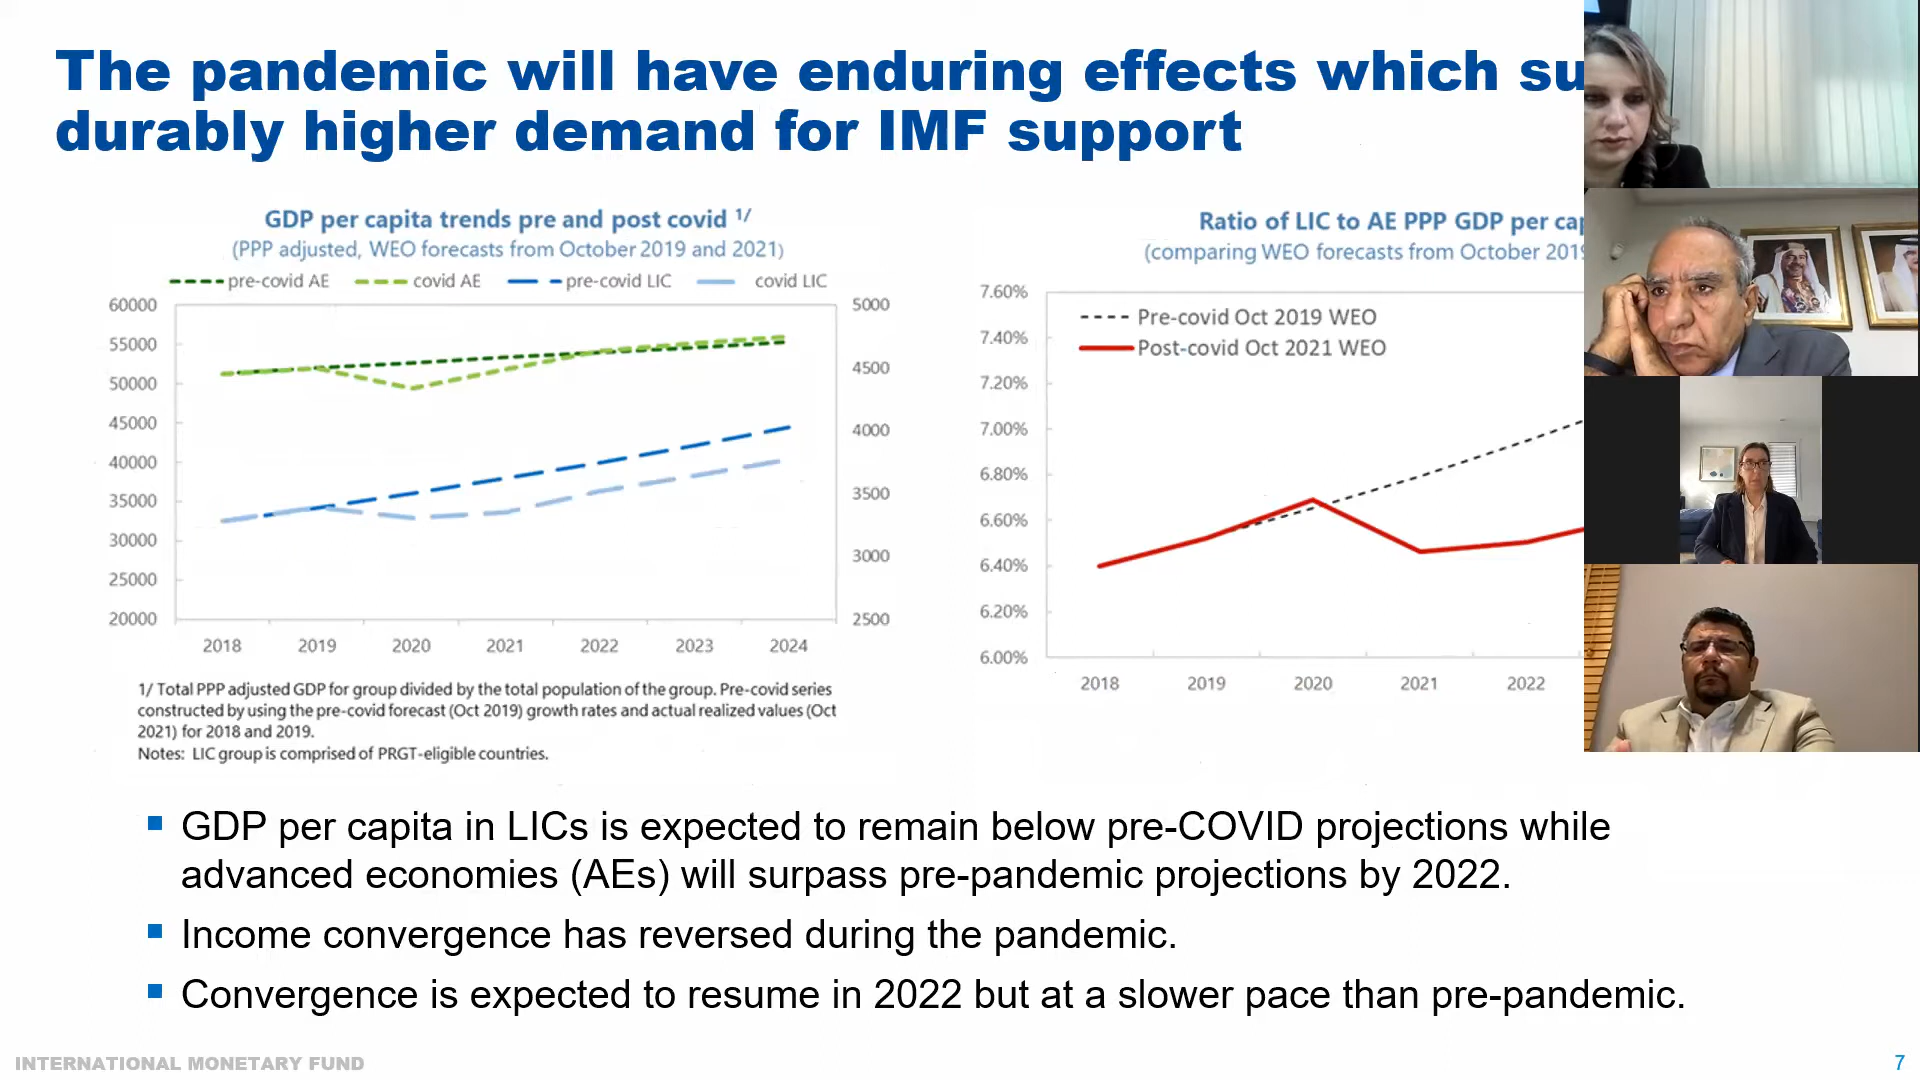 The pandemic will have enduring effects which su
durably higher demand for IMF support
GDP per capita trends pre and post covid 1/
(PPP adjusted, WEO forecasts from October 2019 and 2021)
pre-covid AE covid AE pre-covid LIC covid LIC
60000
55000
50000
45000
40000
35000
30000
25000
20000
5000
4500
4000
3500
3000
2500
2018 2019 2020 2021 2022 2023 2024
1/ Total PPP adjusted GDP for group divided by the total population of the group. Pre-covid series
constructed by using the pre-covid forecast (Oct 2019) growth rates and actual realized values (Oct
2021) for 2018 and 2019.
Notes: LIC group is comprised of PRGT-eligible countries.
Ratio of LIC to AE PPP GDP per cap
(comparing WEO forecasts from October 2019
Pre-covid Oct 2019 WEO
Post-covid Oct 2021 WEO
7.60%
7.40%
7.20%
7.00%
6.80%
6.60%
6.40%
6.20%
6.00%
2018 2019 2020 2021 2022
GDP per capita in LICs is expected to remain below pre-COVID projections while
advanced economies (AEs) will surpass pre-pandemic projections by 2022.
Income convergence has reversed during the pandemic.
Convergence is expected to resume in 2022 but at a slower pace than pre-pandemic.
INTERNATIONAL MONETARY FUND
7